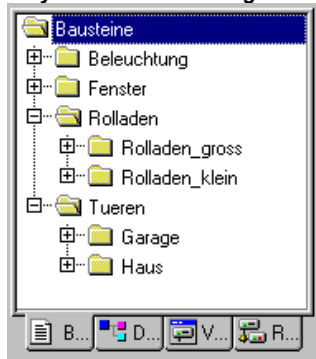 Bausteine
Beleuchtung
Fenster
Rolladen
Rolladen_gross
Rolladen_klein
Tueren
Garage
Haus
B... D... V... R...